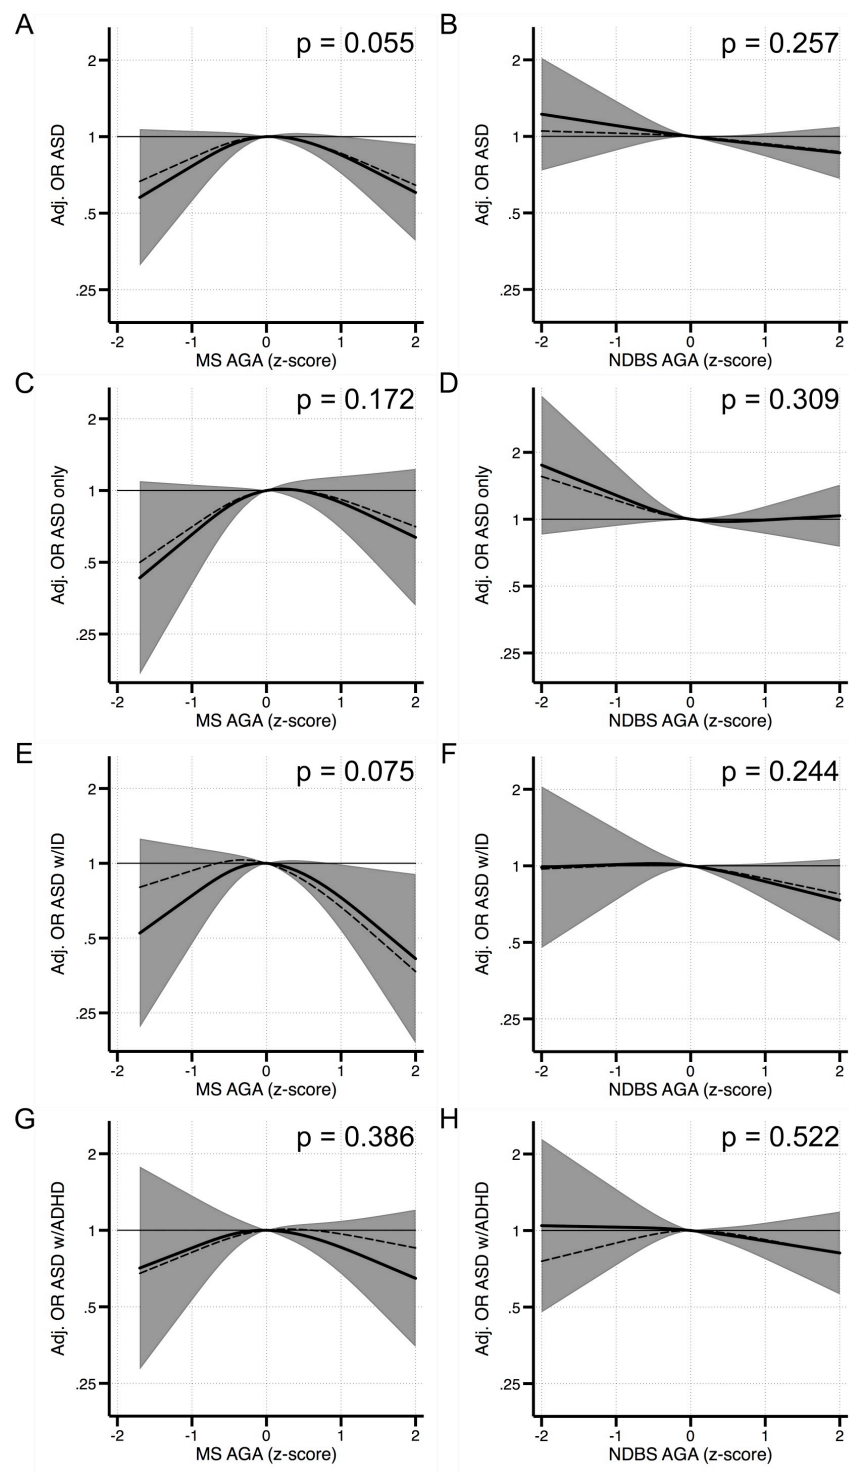 A
p = 0.055
Adj. OR ASD
2
1
.5
.25
-2 -1 0 1 2
MS AGA (z-score)
B
p = 0.257
Adj. OR ASD
2
1
.5
.25
-2 -1 0 1 2
NDBS AGA (z-score)
C
p = 0.172
Adj. OR ASD only
2
1
.5
.25
-2 -1 0 1 2
MS AGA (z-score)
D
p = 0.309
Adj. OR ASD only
2
1
.5
.25
-2 -1 0 1 2
NDBS AGA (z-score)
E
p = 0.075
Adj. OR ASD w/ID
2
1
.5
.25
-2 -1 0 1 2
MS AGA (z-score)
F
p = 0.244
Adj. OR ASD w/ID
2
1
.5
.25
-2 -1 0 1 2
NDBS AGA (z-score)
G
p = 0.386
Adj. OR ASD w/ADHD
2
1
.5
.25
-2 -1 0 1 2
MS AGA (z-score)
H
p = 0.522
Adj. OR ASD w/ADHD
2
1
.5
.25
-2 -1 0 1 2
NDBS AGA (z-score)